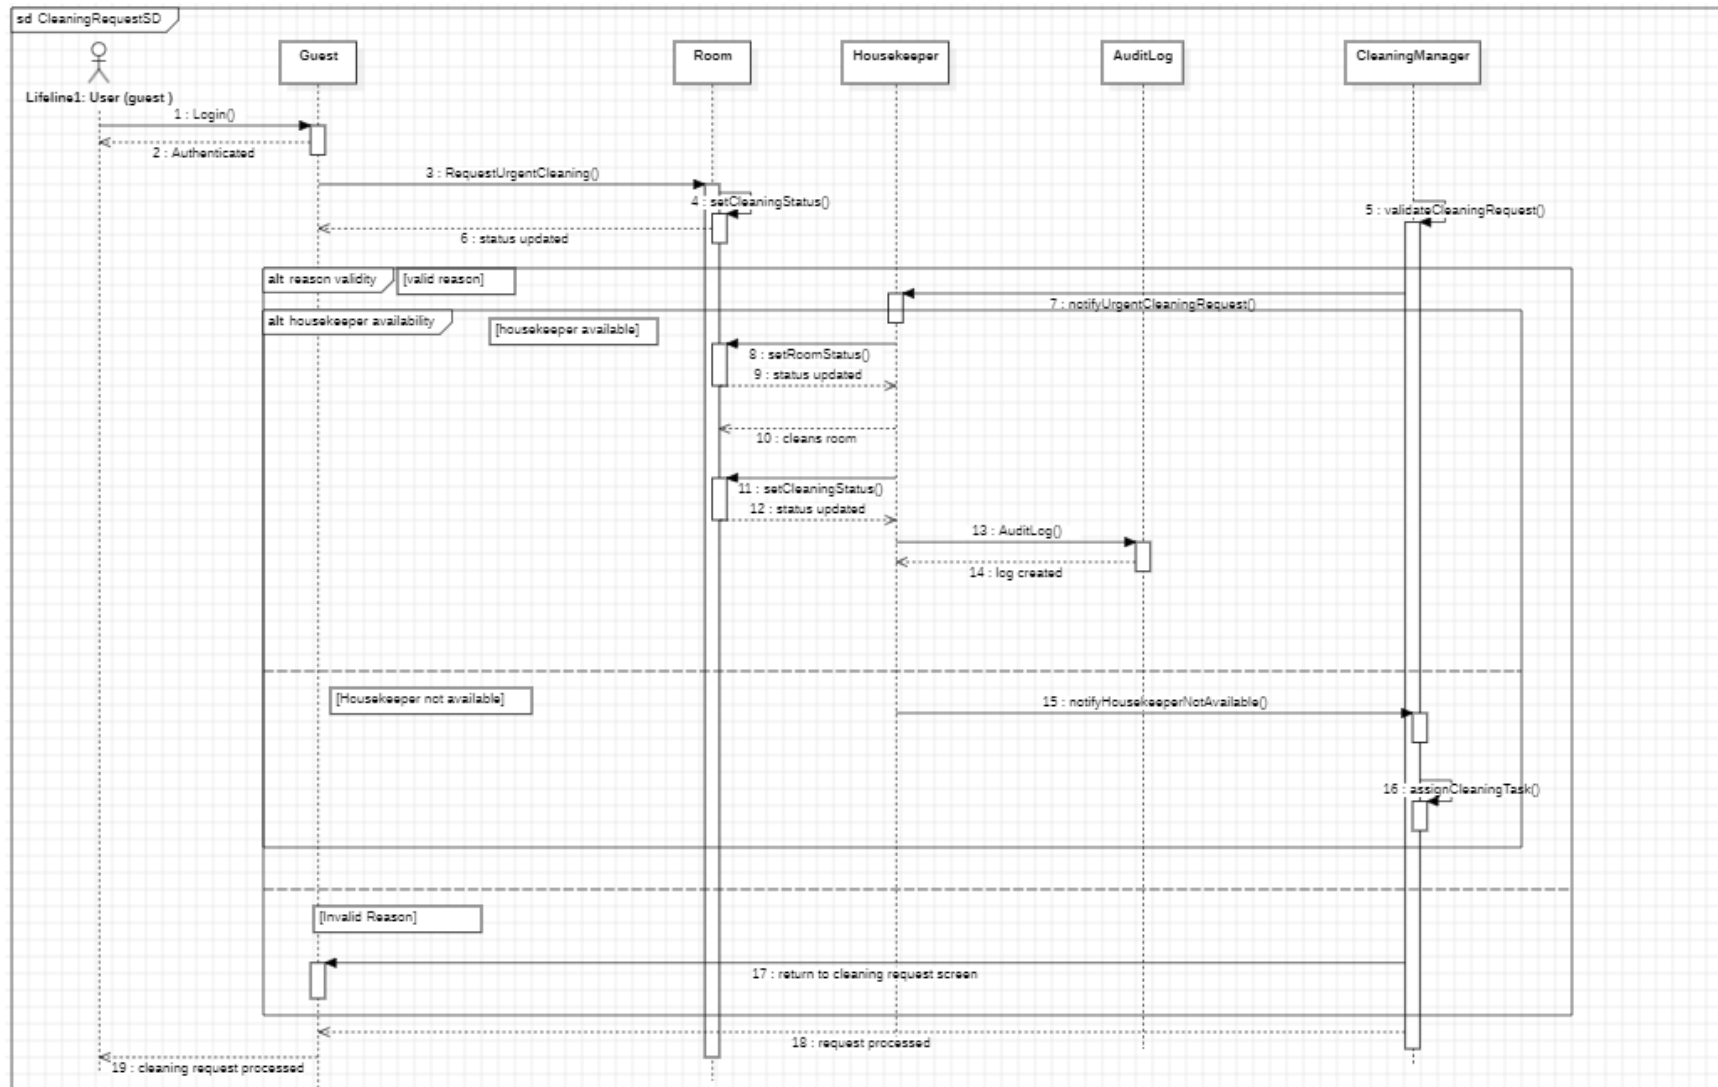 sd CleaningRequestSD
Guest
Room
Housekeeper
AuditLog
CleaningManager
Lifeline1: User (guest )
1 : Login()
2 : Authenticated
3 : RequestUrgentCleaning()
4 : setCleaningStatus()
5 : validateCleaningRequest()
6 : status updated
alt reason validity
[valid reason]
7 : notifyUrgentCleaningRequest()
alt housekeeper availability
[housekeeper available]
8 : setRoomStatus()
9 : status updated
10 : cleans room
11 : setCleaningStatus()
12 : status updated
13 : AuditLog()
14 : log created
[Housekeeper not available]
15 : notifyHousekeeperNotAvailable()
16 : assignCleaningTask()
[Invalid Reason]
17 : return to cleaning request screen
18 : request processed
19 : cleaning request processed